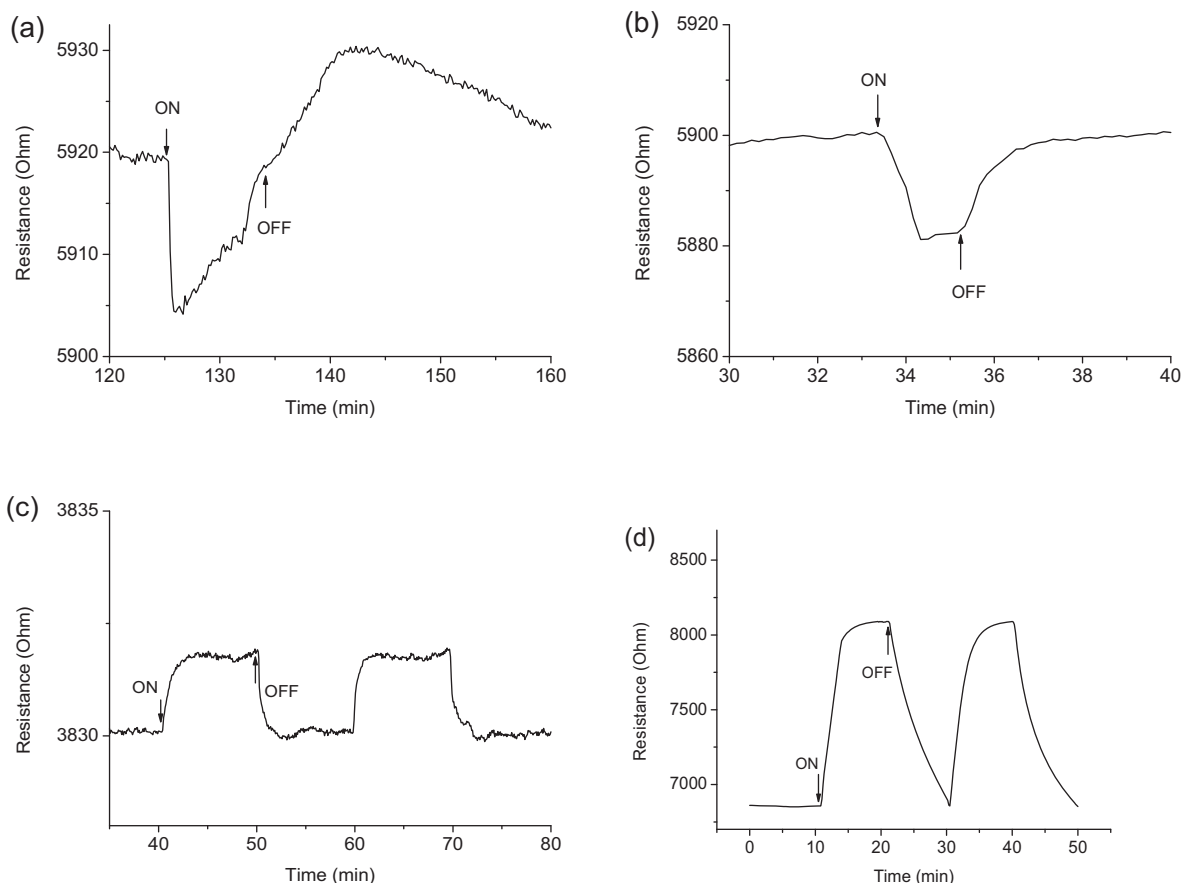 (a)
5930
5920
5910
5900
Resistance (Ohm)
ON
OFF
120 130 140 150 160
Time (min)
(b)
5920
5900
5880
5860
Resistance (Ohm)
ON
OFF
30 32 34 36 38 40
Time (min)
(c)
3835
3830
Resistance (Ohm)
ON
OFF
40 50 60 70 80
Time (min)
(d)
8500
8000
7500
7000
Resistance (Ohm)
OFF
ON
0 10 20 30 40 50
Time (min)